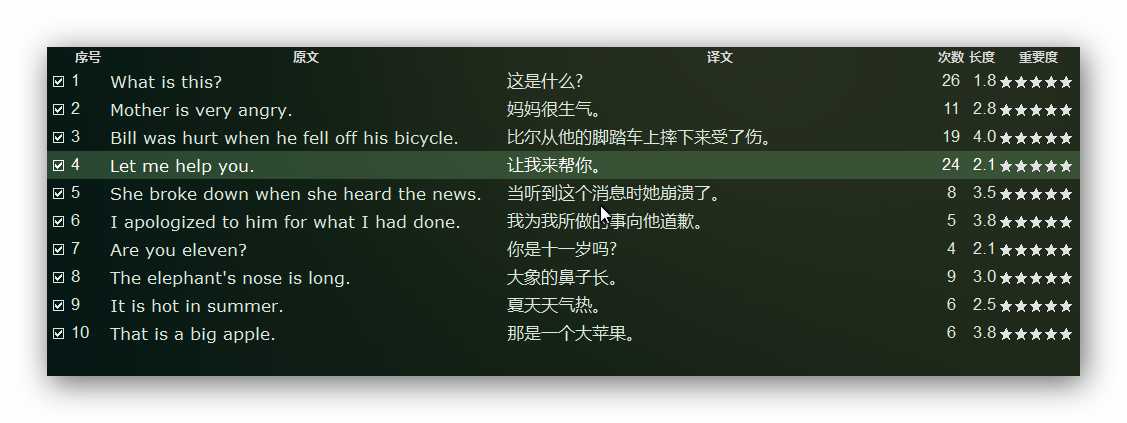 序号 原文 译文 次数 长度 重要度
1 What is this? 这是什么? 26 1.8 ★★★★★
2 Mother is very angry. 妈妈很生气。 11 2.8 ★★★★★
3 Bill was hurt when he fell off his bicycle. 比尔从他的脚踏车上摔下来受了伤。 19 4.0 ★★★★★
4 Let me help you. 让我来帮你。 24 2.1 ★★★★★
5 She broke down when she heard the news. 当听到这个消息时她崩溃了。 8 3.5 ★★★★★
6 I apologized to him for what I had done. 我为我所做的事向他道歉。 5 3.8 ★★★★★
7 Are you eleven? 你是十一岁吗? 4 2.1 ★★★★★
8 The elephant's nose is long. 大象的鼻子长。 9 3.0 ★★★★★
9 It is hot in summer. 夏天天气热。 6 2.5 ★★★★★
10 That is a big apple. 那是一个大苹果。 6 3.8 ★★★★★